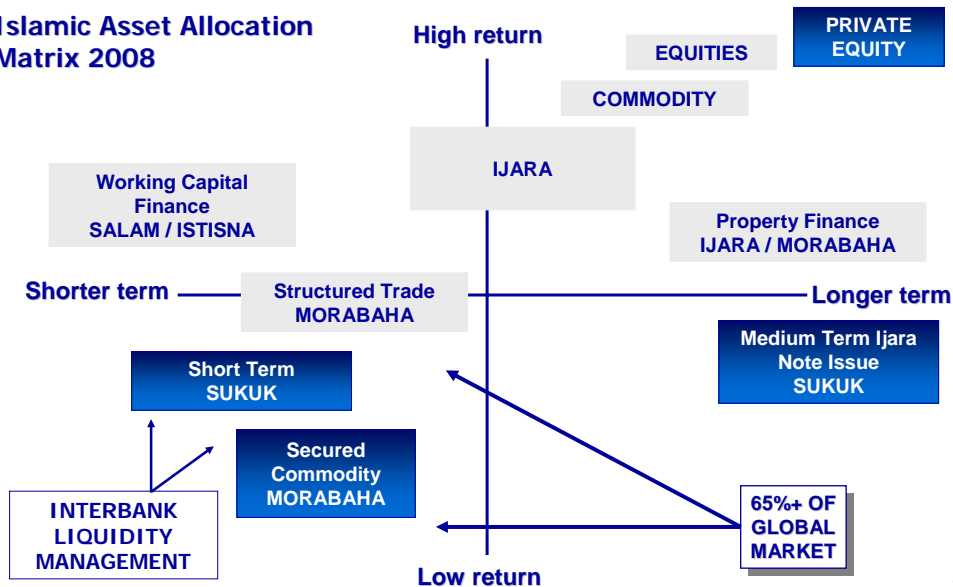 Islamic Asset Allocation
Matrix 2008
High return
PRIVATE
EQUITY
EQUITIES
COMMODITY
IJARA
Working Capital
Finance
SALAM / ISTISNA
Property Finance
IJARA / MORABAHA
Shorter term
Structured Trade
MORABAHA
Longer term
Medium Term Ijara
Note Issue
SUKUK
Short Term
SUKUK
Secured
Commodity
MORABAHA
INTERBANK
LIQUIDITY
MANAGEMENT
65%+ OF
GLOBAL
MARKET
Low return